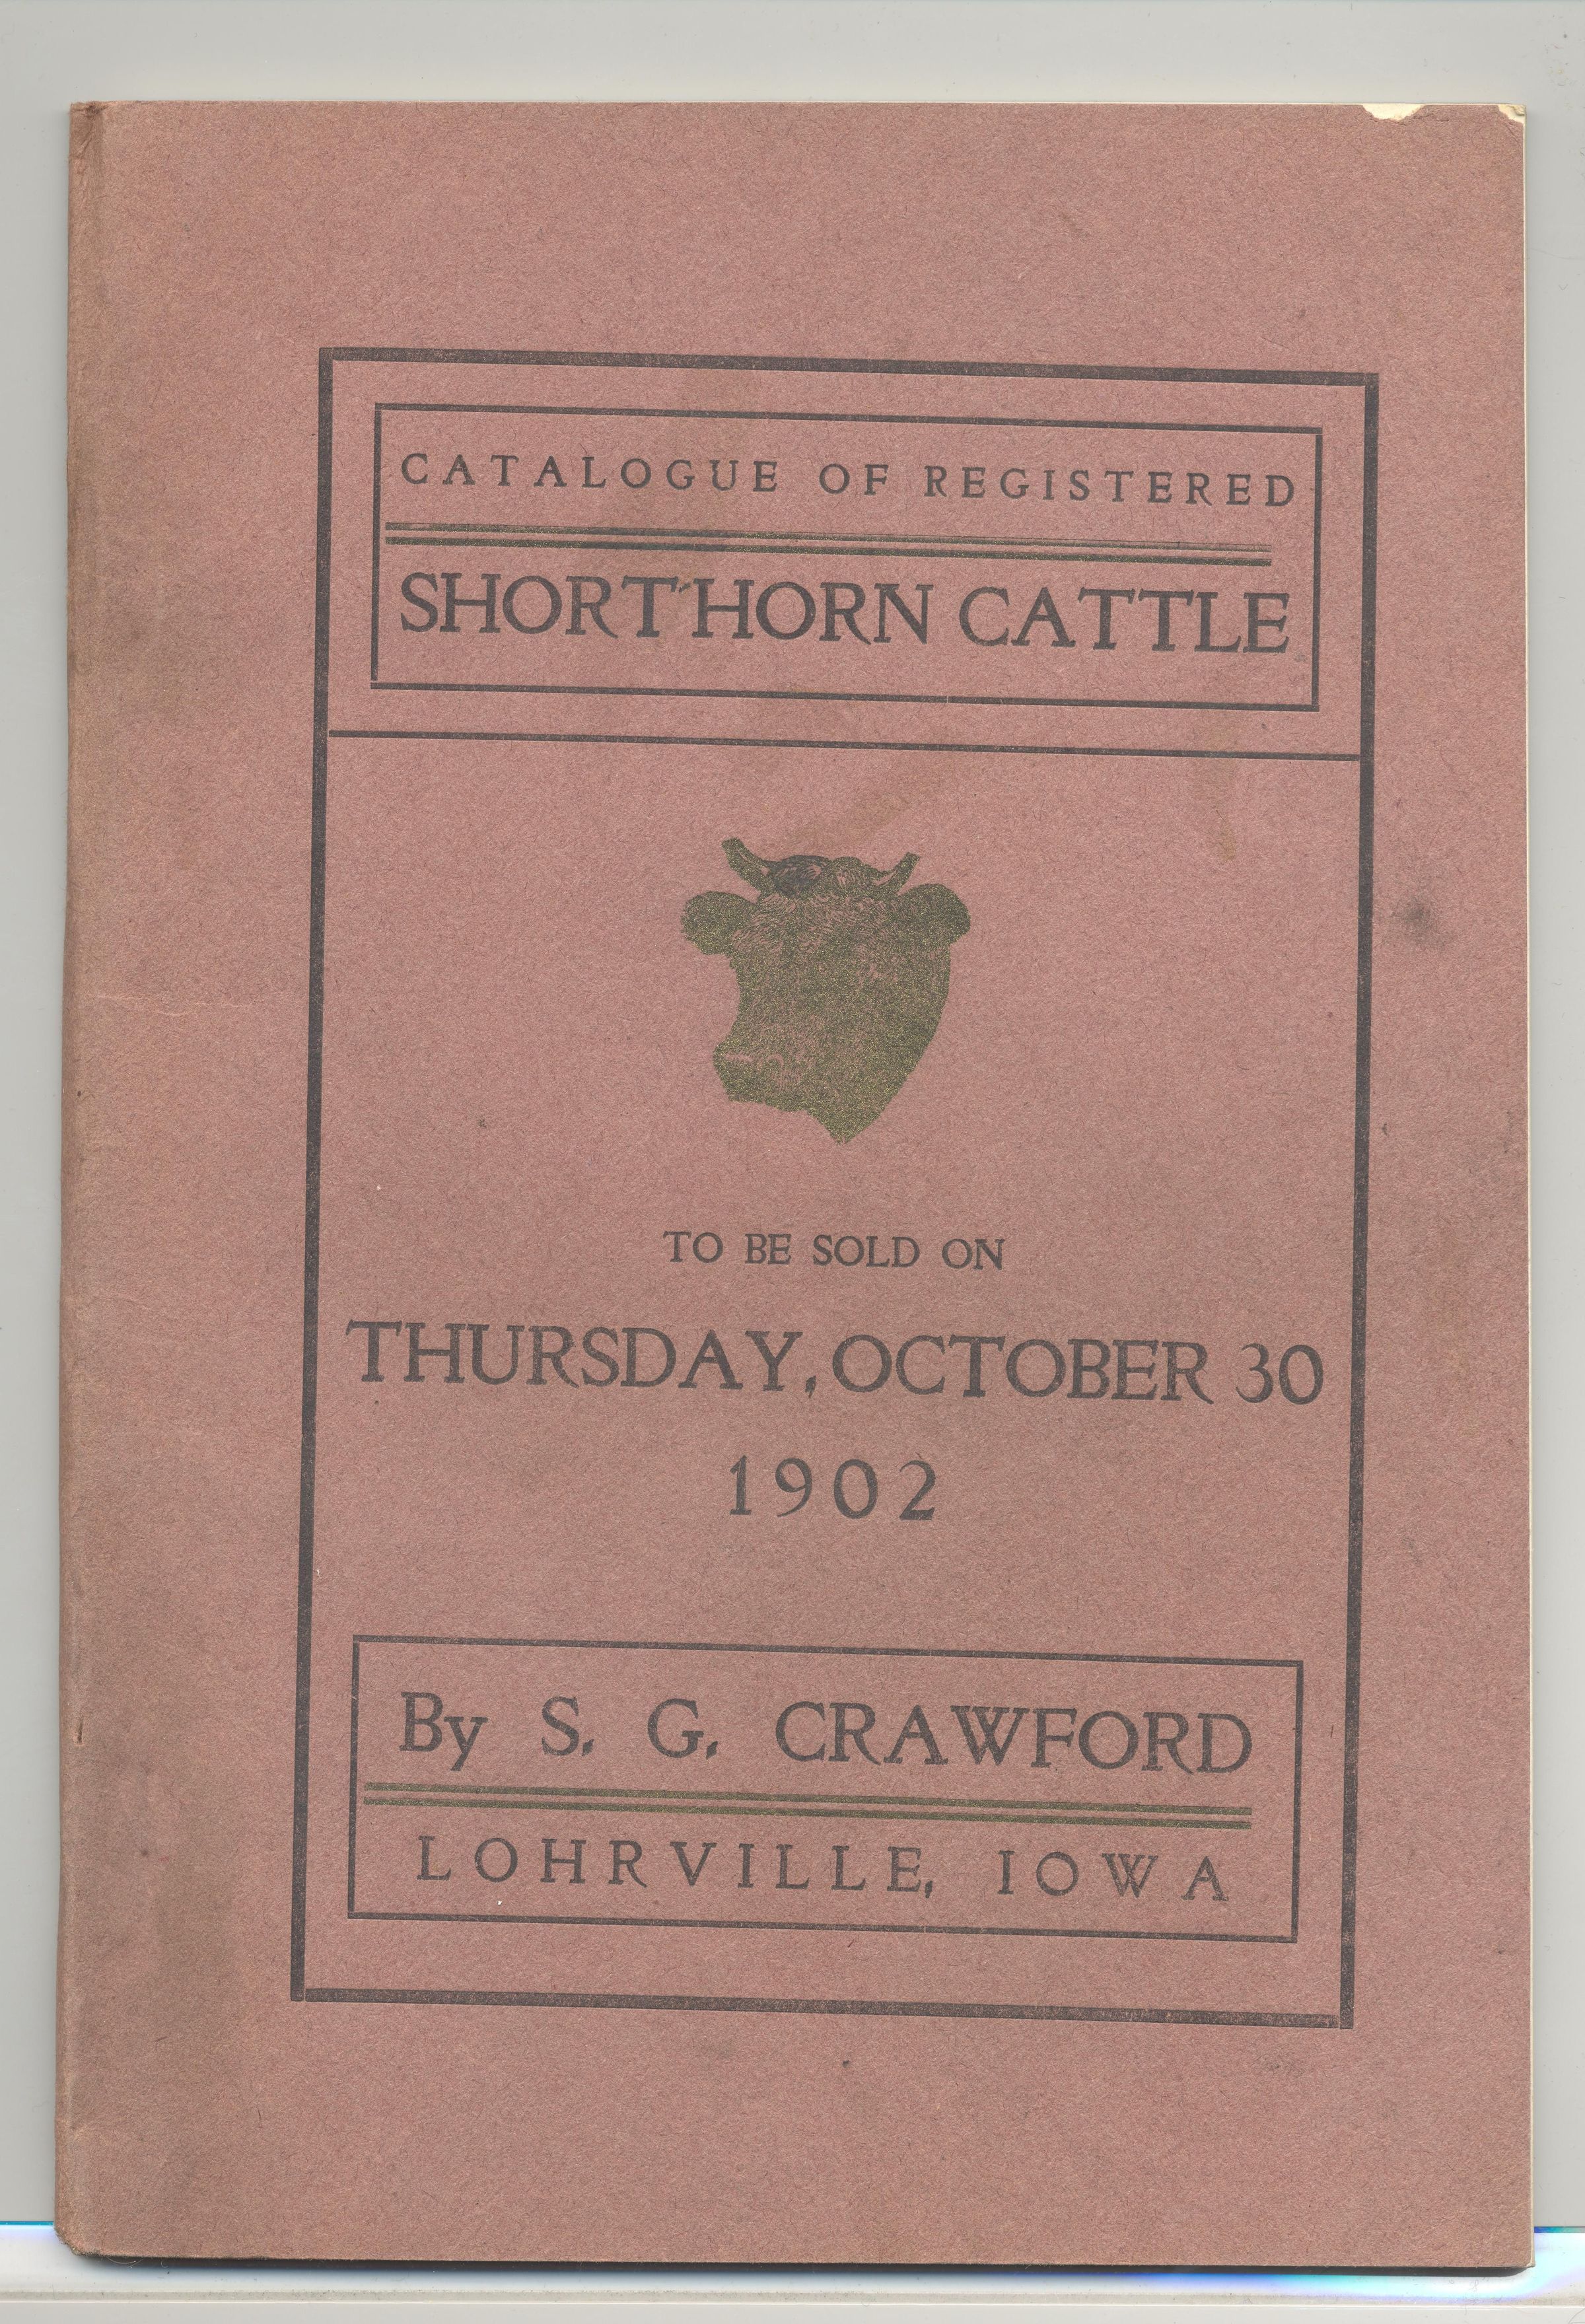 CATALOGUE OF REGISTERED
SHORTHORN CATTLE
TO BE SOLD ON
THURSDAY, OCTOBER 30
1902
By S. G. CRAWFORD
LOHRVILLE, IOWA